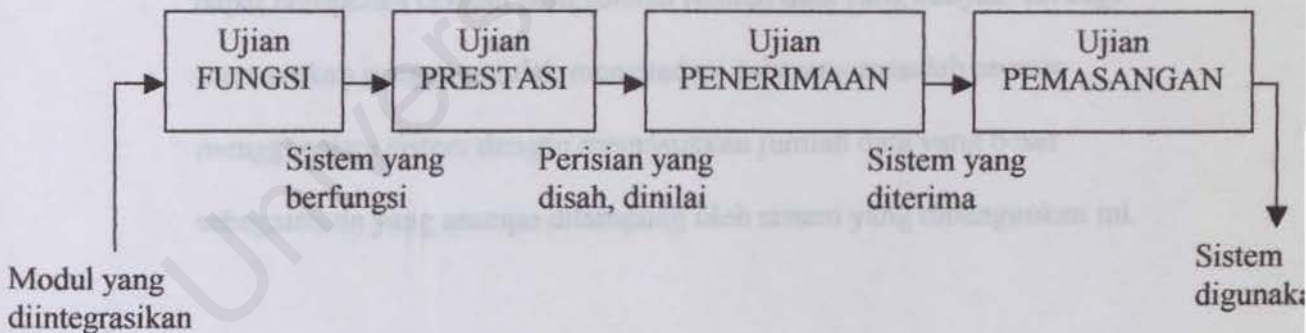 Ujian
FUNGSI
Ujian
PRESTASI
Ujian
PENERIMAAN
Ujian
PEMASANGAN
Sistem yang
berfungsi
Perisian yang
disah, dinilai
Sistem yang
diterima
Modul yang
diintegrasikan
Sistem
Univers